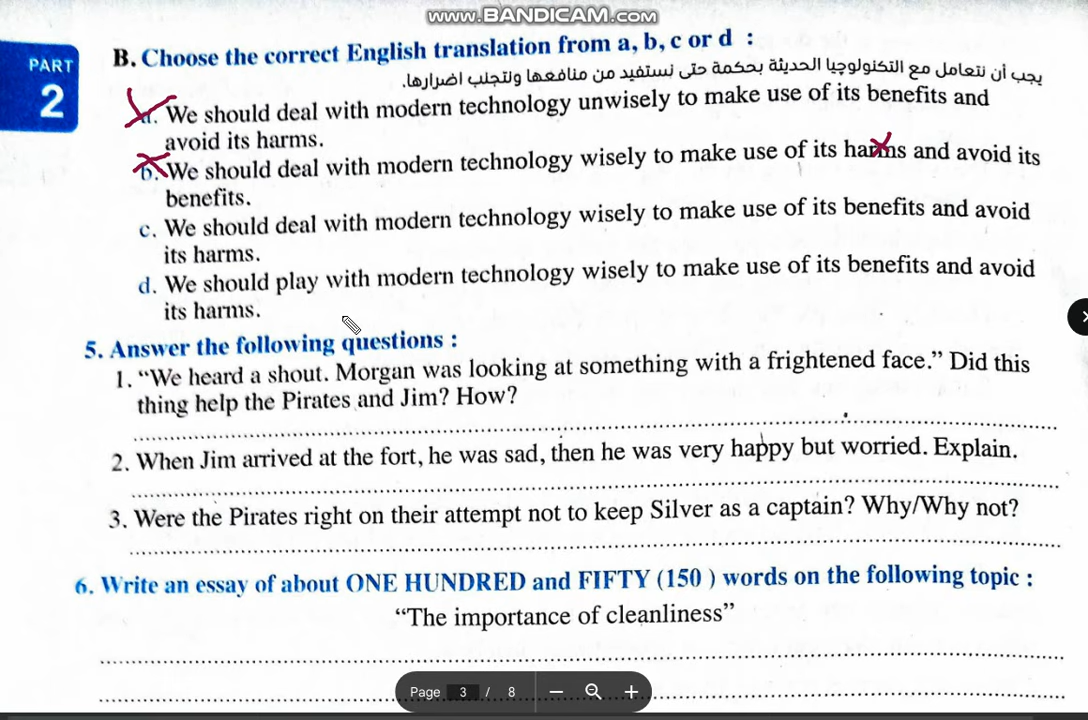 www.BANDICAM.com
PART
2
B. Choose the correct English translation from a, b, c or d :
يجب أن نتعامل مع التكنولوجيا الحديثة بحكمة حتى نستفيد من منافعها ونتجنب اضرارها.
a. We should deal with modern technology unwisely to make use of its benefits and
avoid its harms.
b. We should deal with modern technology wisely to make use of its harms and avoid its
benefits.
c. We should deal with modern technology wisely to make use of its benefits and avoid
its harms.
d. We should play with modern technology wisely to make use of its benefits and avoid
its harms.
5. Answer the following questions :
1. “We heard a shout. Morgan was looking at something with a frightened face.” Did this
thing help the Pirates and Jim? How?
2. When Jim arrived at the fort, he was sad, then he was very happy but worried. Explain.
3. Were the Pirates right on their attempt not to keep Silver as a captain? Why/Why not?
6. Write an essay of about ONE HUNDRED and FIFTY (150 ) words on the following topic :
“The importance of cleanliness”
Page 3 / 8